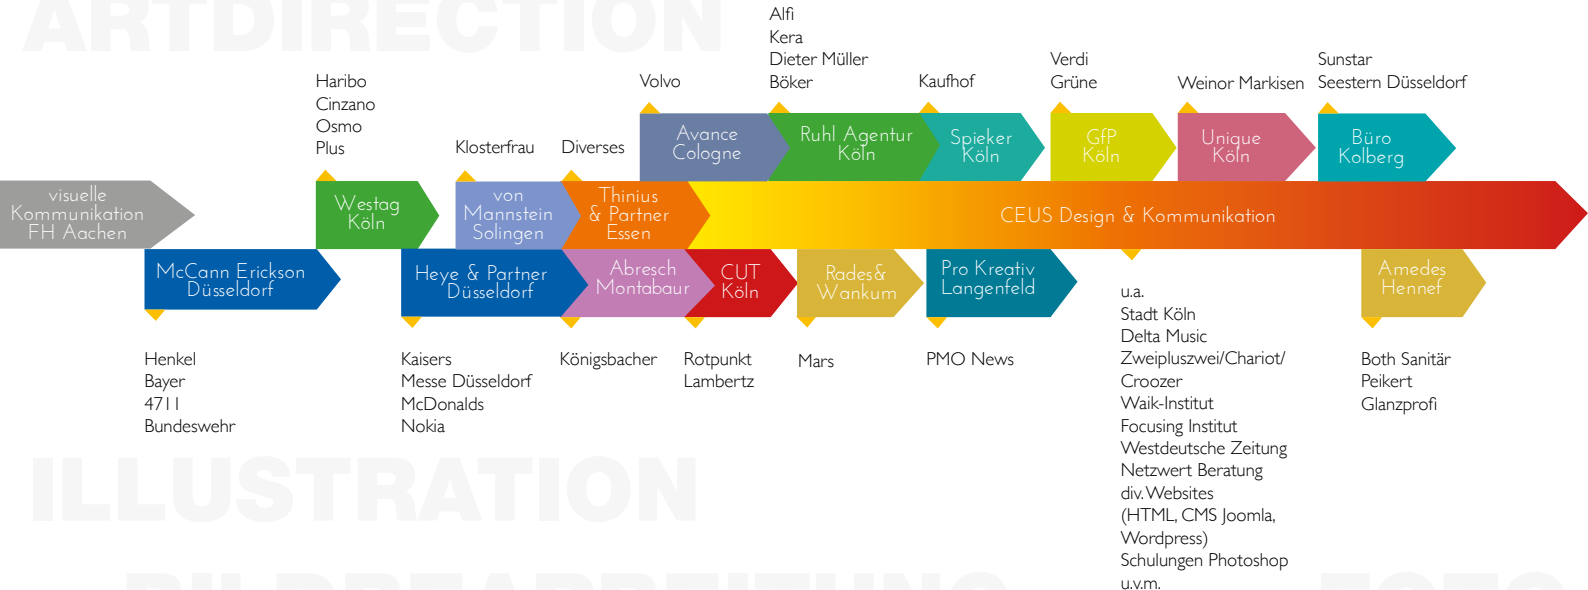 ARTDIRECTION
Alfi
Kera
Dieter Müller
Böker
Haribo
Cinzano
Osmo
Plus
Klosterfrau
Diverses
Volvo
Kaufhof
Verdi
Grüne
Weinor Markisen
Sunstar
Seestern Düsseldorf
Avance
Cologne
Ruhl Agentur
Köln
Spieker
Köln
GfP
Köln
Unique
Köln
Büro
Kolberg
visuelle
Kommunikation
FH Aachen
Westag
Köln
von
Mannstein
Solingen
Thinius
& Partner
Essen
CEUS Design & Kommunikation
McCann Erickson
Düsseldorf
Heye & Partner
Düsseldorf
Abresch
Montabaur
CUT
Köln
Rades&
Wankum
Pro Kreativ
Langenfeld
Amedes
Hennef
Henkel
Bayer
4711
Bundeswehr
Kaisers
Messe Düsseldorf
McDonalds
Nokia
Königsbacher
Rotpunkt
Lambertz
Mars
PMO News
u.a.
Stadt Köln
Delta Music
Zweipluszwei/Chariot/
Croozer
Waik-Institut
Focusing Institut
Westdeutsche Zeitung
Netzwert Beratung
div. Websites
(HTML, CMS Joomla,
Wordpress)
Schulungen Photoshop
u.v.m.
Both Sanitär
Peikert
Glanzprofi
ILLUSTRATION
BILDBEARBEITUNG
FOTO